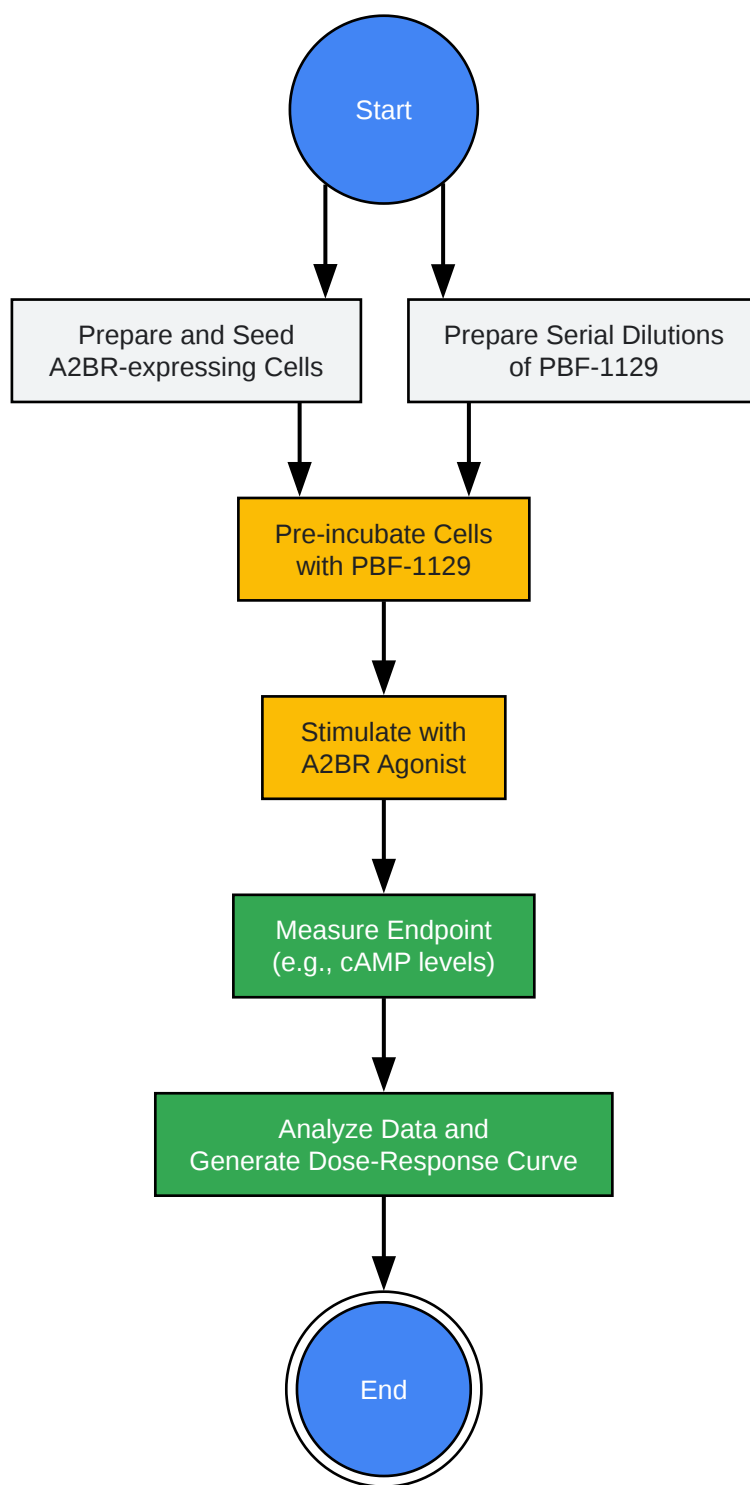 Start
Prepare and Seed
A2BR-expressing Cells
Prepare Serial Dilutions
of PBF-1129
Pre-incubate Cells
with PBF-1129
Stimulate with
A2BR Agonist
Measure Endpoint
(e.g., cAMP levels)
Analyze Data and
Generate Dose-Response Curve
End